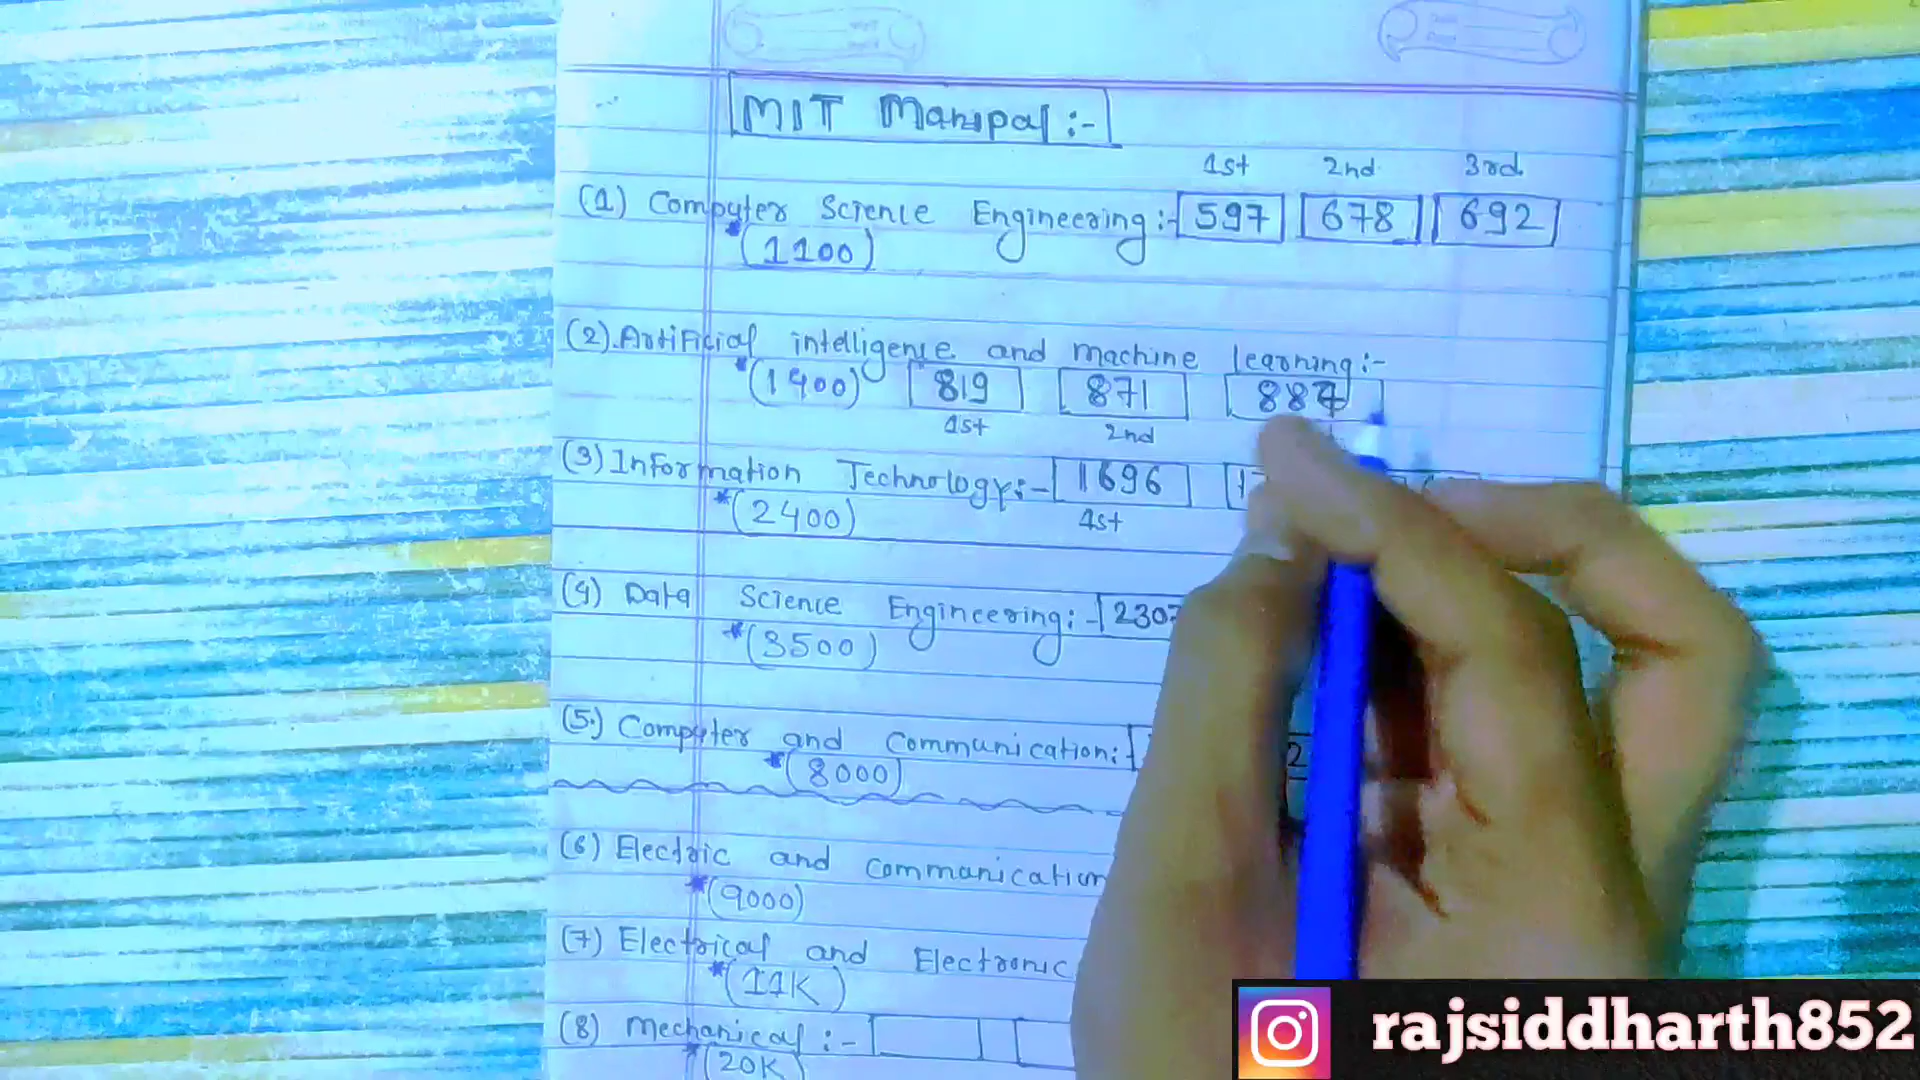 MIT Manipal :-
1st 2nd 3rd
(1) Computer Science Engineering :- 597 678 692
*(1100)
(2). Artificial intelligence and machine learning :-
*(1400) 819 871 887
1st 2nd
(3) Information Technology :- 1696
*(2400) 1st
(4) Data Science Engineering :- 2307
*(3500)
(5.) Computer and Communication :-
*(8000)
(6) Electric and communication
*(9000)
(7) Electrical and Electronic
*(11K)
(8) Mechanical :-
*(20K)
rajsiddharth852